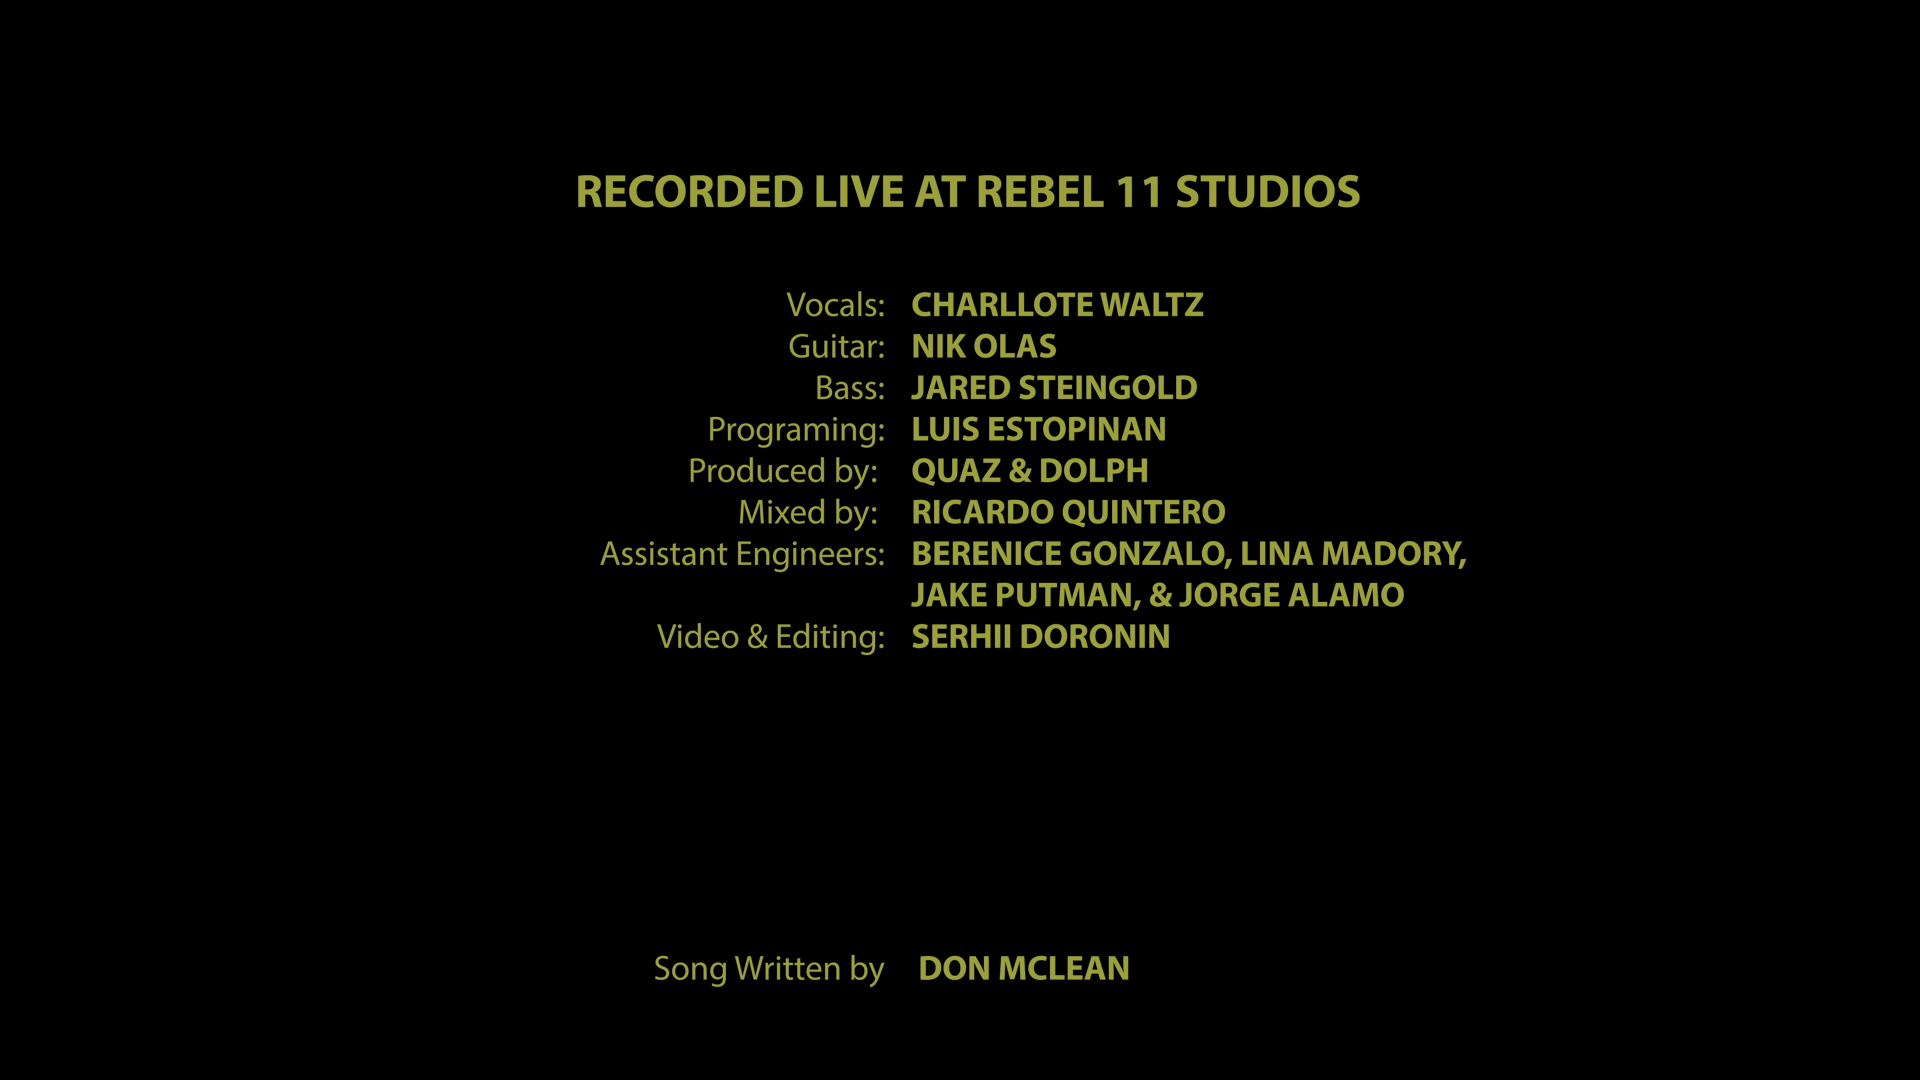 RECORDED LIVE AT REBEL 11 STUDIOS
Vocals: CHARLLOTE WALTZ
Guitar: NIK OLAS
Bass: JARED STEINGOLD
Programing: LUIS ESTOPINAN
Produced by: QUAZ & DOLPH
Mixed by: RICARDO QUINTERO
Assistant Engineers: BERENICE GONZALO, LINA MADORY,
JAKE PUTMAN, & JORGE ALAMO
Video & Editing: SERHII DORONIN
Song Written by DON MCLEAN